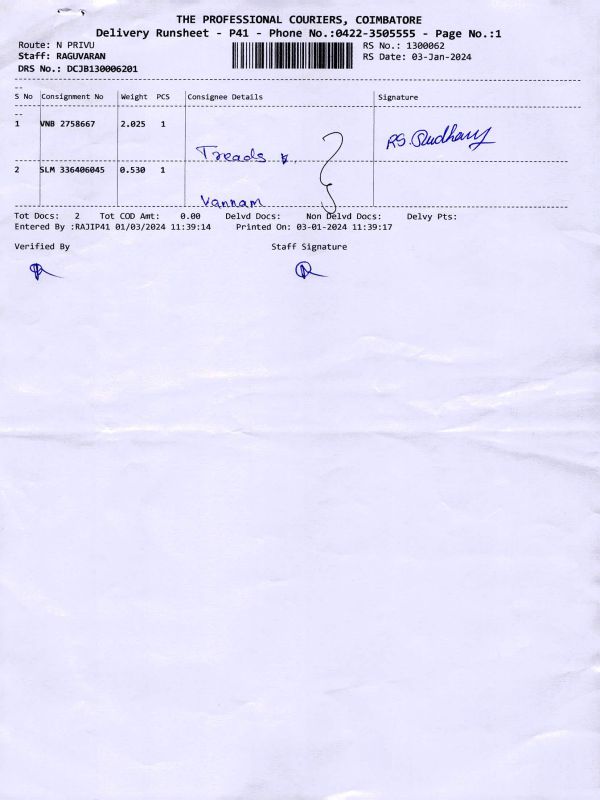 THE PROFESSIONAL COURIERS, COIMBATORE
Delivery Runsheet - P41 - Phone No.:0422-3505555 - Page No.:1
Route: N PRIVU RS No.: 1300062
Staff: RAGUVARAN RS Date: 03-Jan-2024
DRS No.: DCJB130006201
S No Consignment No Weight PCS Consignee Details Signature
1 VNB 2758667 2.025 1
Treads
2 SLM 336406045 0.530 1
Vannam
Tot Docs: 2 Tot COD Amt: 0.00 Delvd Docs: Non Delvd Docs: Delvy Pts:
Entered By :RAJIP41 01/03/2024 11:39:14 Printed On: 03-01-2024 11:39:17
Verified By Staff Signature